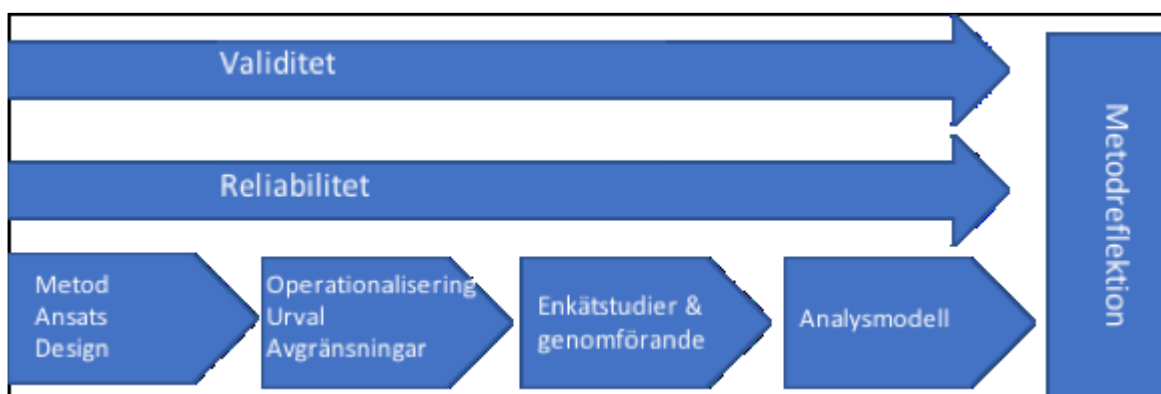 Validitet
Reliabilitet
Metod
Ansats
Design
Operationalisering
Urval
Avgränsningar
Enkätstudier &
genomförande
Analysmodell
Metodreflektion